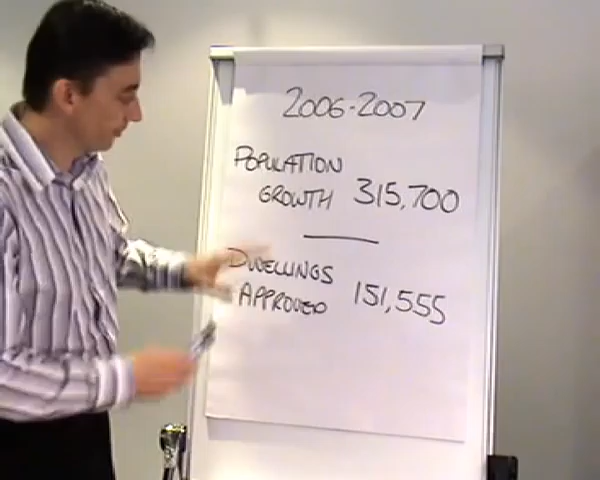 2006-2007
POPULATION
GROWTH 315,700
DWELLINGS
APPROVED 151,555